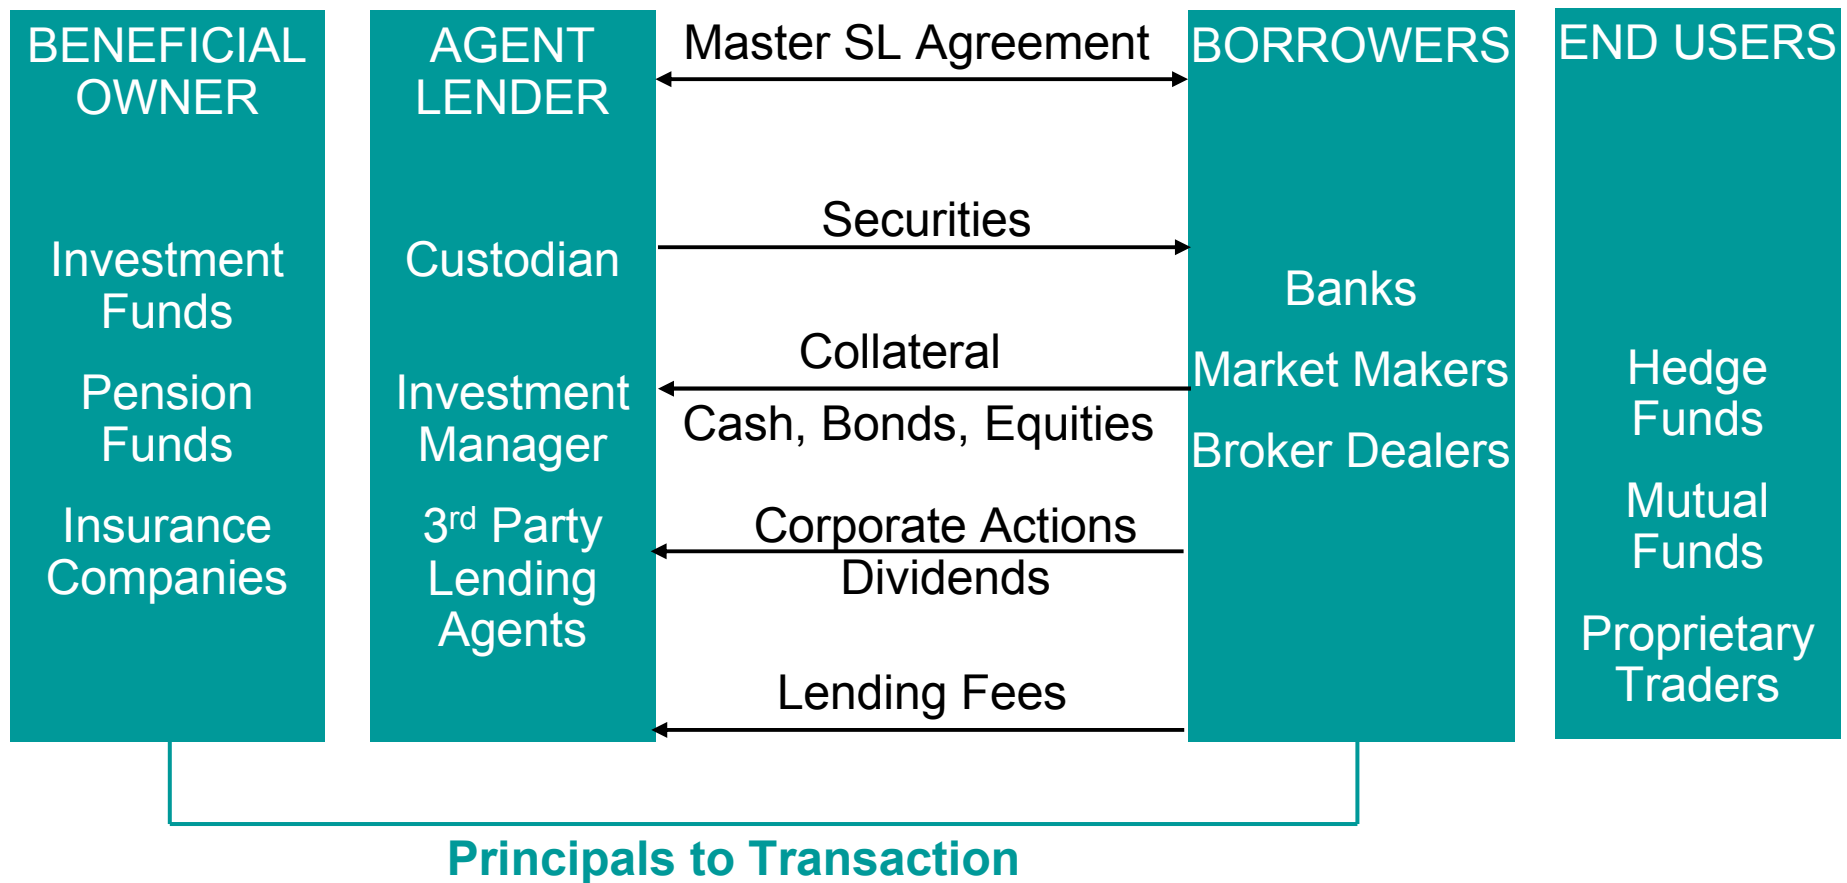 BENEFICIAL
OWNER
Investment
Funds
Pension
Funds
Insurance
Companies
AGENT
LENDER
Custodian
Investment
Manager
3rd Party
Lending
Agents
Master SL Agreement
Securities
Collateral
Cash, Bonds, Equities
Corporate Actions
Dividends
Lending Fees
BORROWERS
Banks
Market Makers
Broker Dealers
END USERS
Hedge
Funds
Mutual
Funds
Proprietary
Traders
Principals to Transaction